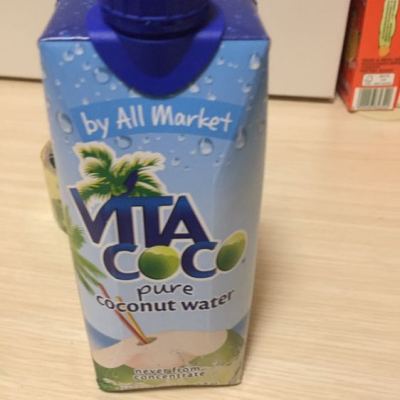 by All Market
VITA
COCO
pure
coconut water
never from
concentrate